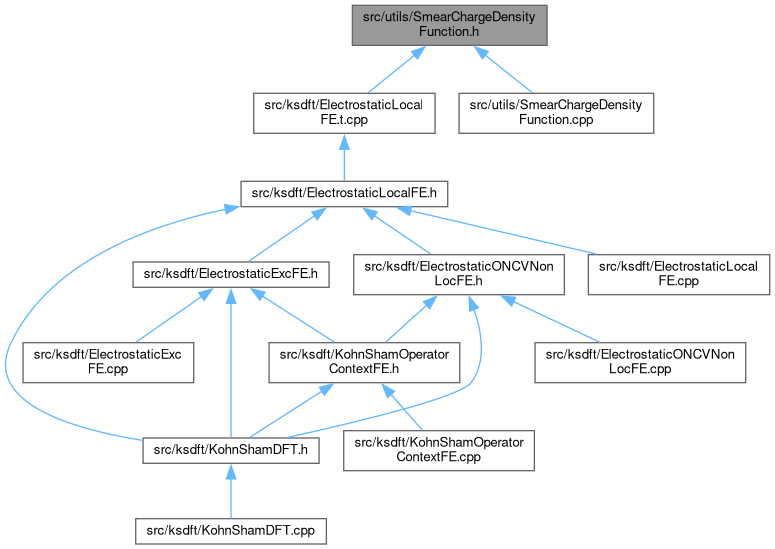 src/utils/SmearChargeDensity
Function.h
src/ksdft/ElectrostaticLocal
FE.t.cpp
src/utils/SmearChargeDensity
Function.cpp
src/ksdft/ElectrostaticLocalFE.h
src/ksdft/ElectrostaticExcFE.h
src/ksdft/ElectrostaticONCVNon
LocFE.h
src/ksdft/ElectrostaticLocal
FE.cpp
src/ksdft/ElectrostaticExc
FE.cpp
src/ksdft/KohnShamOperator
ContextFE.h
src/ksdft/ElectrostaticONCVNon
LocFE.cpp
src/ksdft/KohnShamDFT.h
src/ksdft/KohnShamOperator
ContextFE.cpp
src/ksdft/KohnShamDFT.cpp